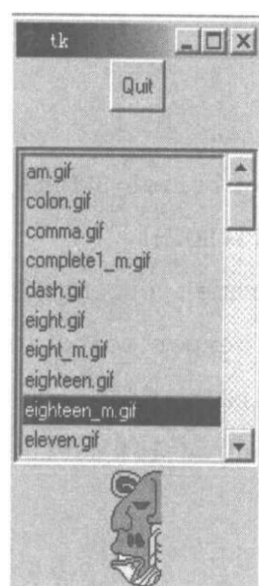 tk
Quit
am.gif
colon.gif
comma.gif
complete1_m.gif
dash.gif
eight.gif
eight_m.gif
eighteen.gif
eighteen_m.gif
eleven.gif